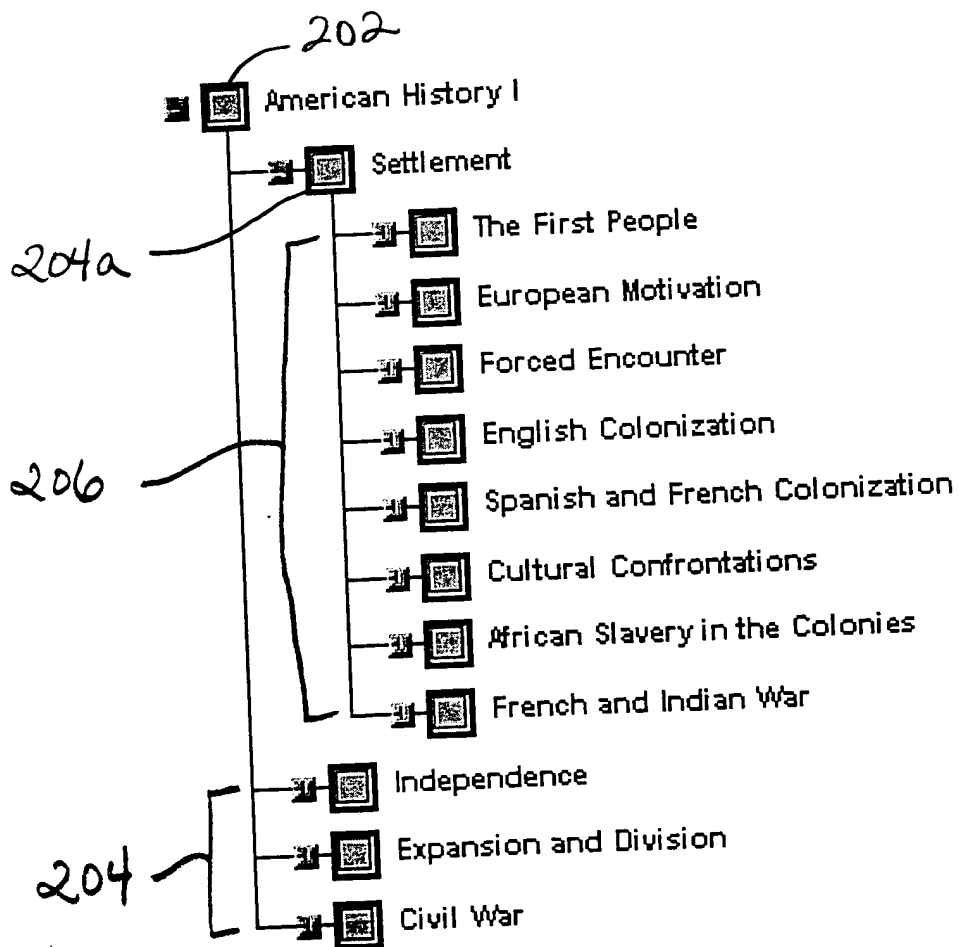 202
American History I
Settlement
204a
The First People
European Motivation
Forced Encounter
English Colonization
206
Spanish and French Colonization
Cultural Confrontations
African Slavery in the Colonies
French and Indian War
Independence
204
Expansion and Division
Civil War